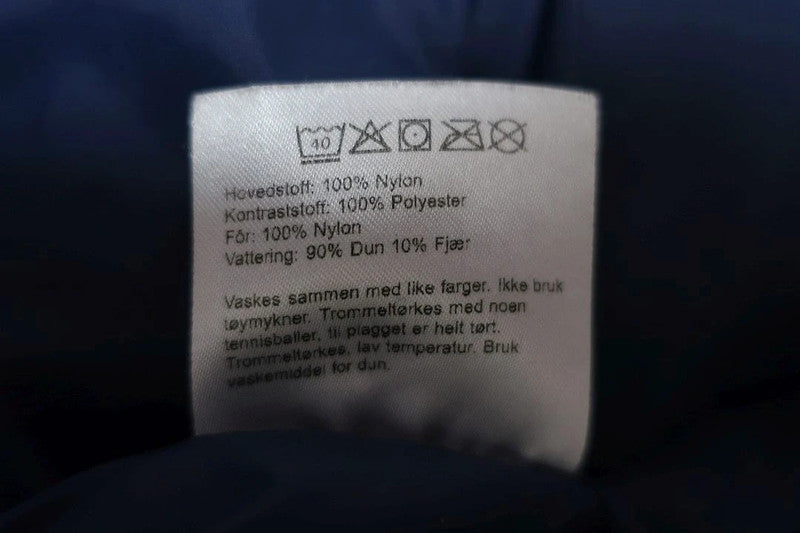 40
Hovedstoff: 100% Nylon
Kontraststoff: 100% Polyester
Fôr: 100% Nylon
Vattering: 90% Dun 10% Fjær
Vaskes sammen med like farger. Ikke bruk
tøymykner. Trommeltørkes med noen
tennisballer, til plagget er helt tørt.
Trommeltørkes, lav temperatur. Bruk
vaskemiddel for dun.